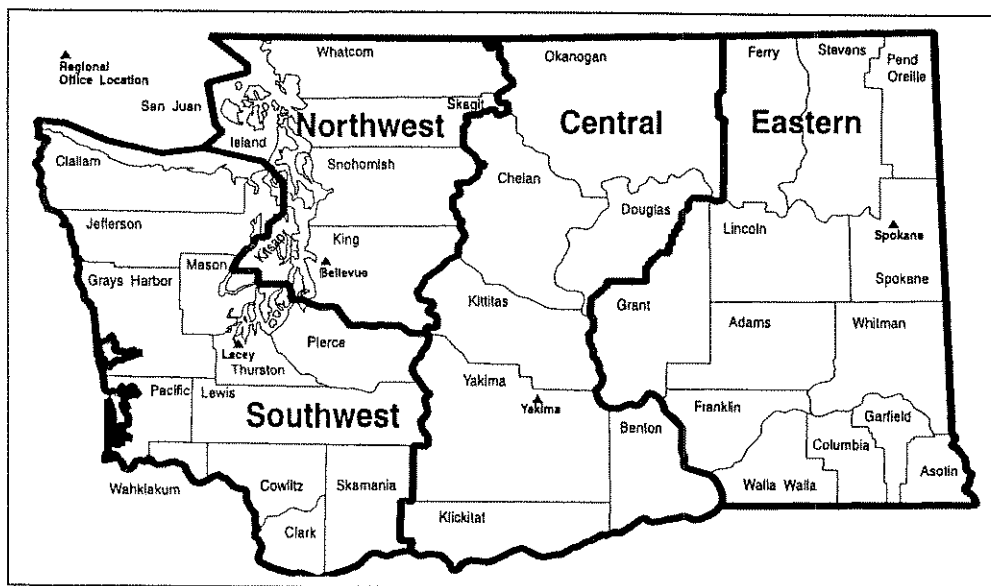 ▲
Regional
Office Location
San Juan
Whatcom
Okanogan
Ferry
Stevens
Pend
Oreille
Skagit
Northwest
Central
Eastern
Island
Clallam
Snohomish
Chelan
Douglas
Jefferson
Lincoln
King
Kitsap
▲
Bellevue
▲
Spokane
Spokane
Mason
Grays Harbor
Kittitas
Grant
Adams
Whitman
Pierce
▲
Lacey
Thurston
Pacific
Lewis
Yakima
▲
Yakima
Franklin
Garfield
Southwest
Benton
Columbia
Asotin
Wahkiakum
Cowlitz
Skamania
Walla Walla
Clark
Klickitat